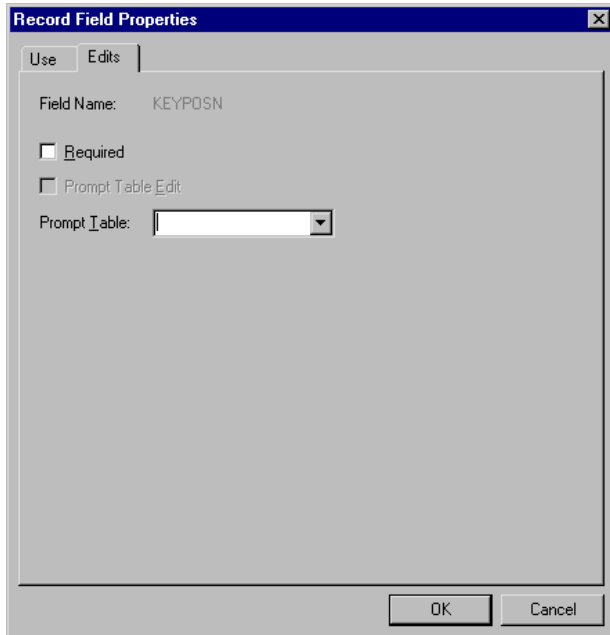 Record Field Properties
Use Edits
Field Name: KEYPOSN
Required
Prompt Table Edit
Prompt Table:
OK Cancel